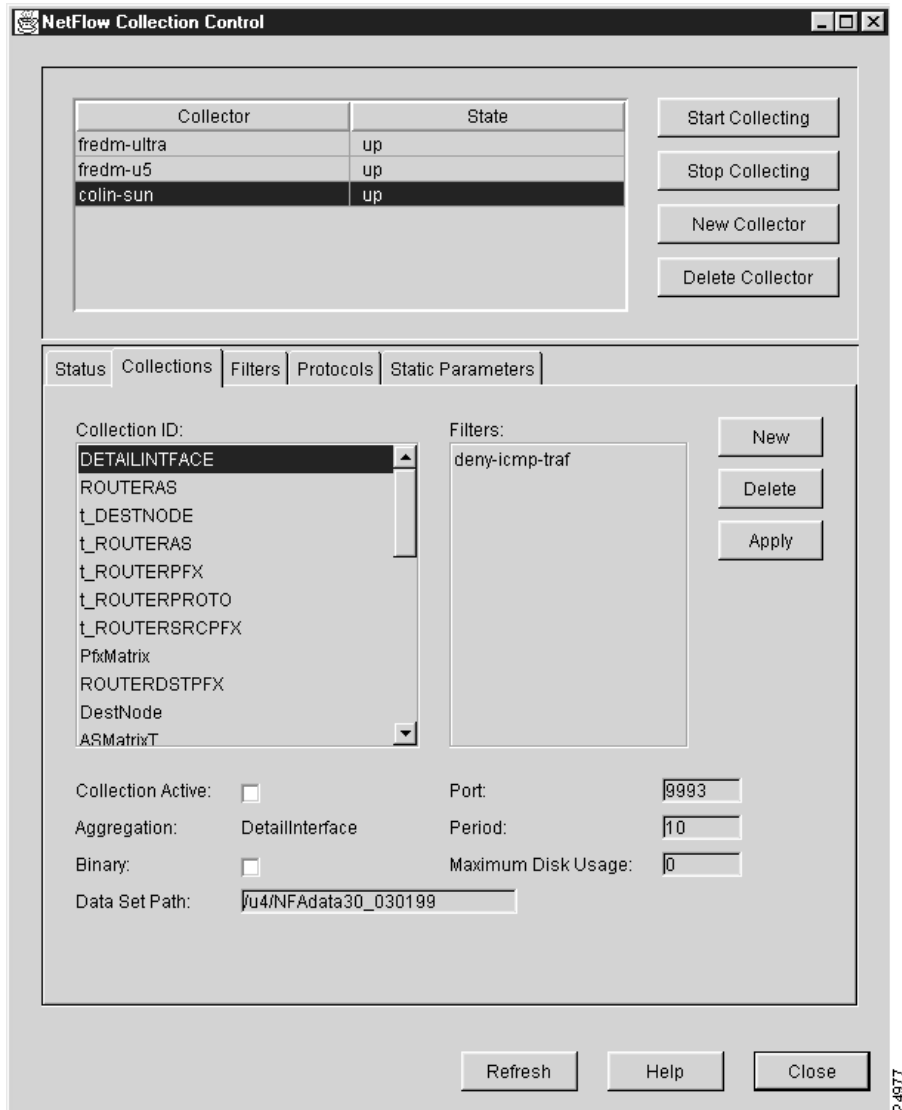 NetFlow Collection Control
Collector State
fredm-ultra up
fredm-u5 up
colin-sun up
Start Collecting
Stop Collecting
New Collector
Delete Collector
Status Collections Filters Protocols Static Parameters
Collection ID:
DETAILINTFACE
ROUTERAS
t_DESTNODE
t_ROUTERAS
t_ROUTERPFX
t_ROUTERPROTO
t_ROUTERSRCPFX
PfxMatrix
ROUTERDSTPFX
DestNode
ASMatrixT
Filters:
deny-icmp-traf
New
Delete
Apply
Collection Active:
Port: 9993
Aggregation: DetailInterface
Period: 10
Binary:
Maximum Disk Usage: 0
Data Set Path: /u4/NFAdata30_030199
Refresh Help Close
24977